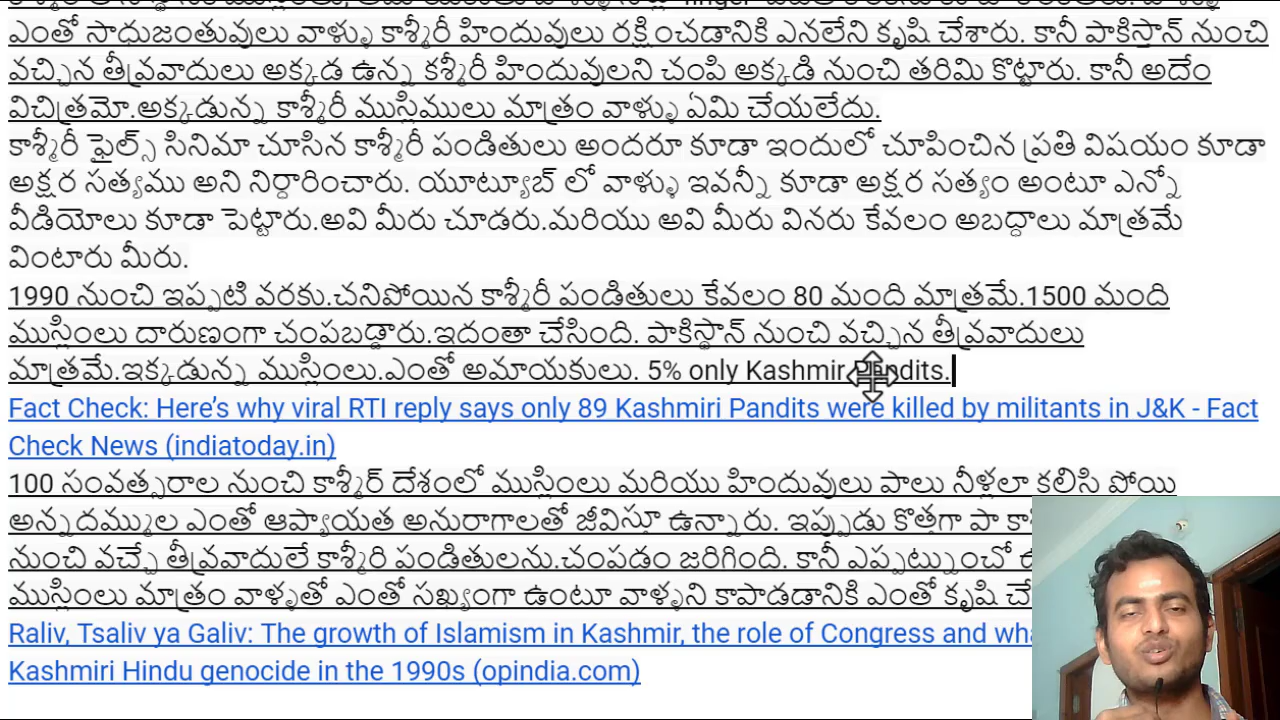 ఎంతో సాధుజంతువులు వాళ్ళు కాశ్మీరీ హిందువులు రక్షించడానికి ఎనలేని కృషి చేశారు. కానీ పాకిస్తాన్ నుంచి
వచ్చిన తీవ్రవాదులు అక్కడ ఉన్న కశ్మీరీ హిందువులని చంపి అక్కడి నుంచి తరిమి కొట్టారు. కానీ అదేం
విచిత్రమో.అక్కడున్న కాశ్మీరీ ముస్లిములు మాత్రం వాళ్ళు ఏమి చేయలేదు.
కాశ్మీరీ ఫైల్స్ సినిమా చూసిన కాశ్మీరీ పండితులు అందరూ కూడా ఇందులో చూపించిన ప్రతి విషయం కూడా
అక్షర సత్యము అని నిర్ధారించారు. యూట్యూబ్ లో వాళ్ళు ఇవన్నీ కూడా అక్షర సత్యం అంటూ ఎన్నో
వీడియోలు కూడా పెట్టారు.అవి మీరు చూడరు.మరియు అవి మీరు వినరు కేవలం అబద్ధాలు మాత్రమే
వింటారు మీరు.
1990 నుంచి ఇప్పటి వరకు.చనిపోయిన కాశ్మీరీ పండితులు కేవలం 80 మంది మాత్రమే.1500 మంది
ముస్లింలు దారుణంగా చంపబడ్డారు.ఇదంతా చేసింది. పాకిస్థాన్ నుంచి వచ్చిన తీవ్రవాదులు
మాత్రమే.ఇక్కడున్న ముస్లింలు.ఎంతో అమాయకులు. 5% only Kashmir Pandits.
Fact Check: Here’s why viral RTI reply says only 89 Kashmiri Pandits were killed by militants in J&K - Fact
Check News (indiatoday.in)
100 సంవత్సరాల నుంచి కాశ్మీర్ దేశంలో ముస్లింలు మరియు హిందువులు పాలు నీళ్లలా కలిసి పోయి
అన్నదమ్ముల ఎంతో ఆప్యాయత అనురాగాలతో జీవిస్తూ ఉన్నారు. ఇప్పుడు కొత్తగా
నుంచి వచ్చే తీవ్రవాదులే కాశ్మీరి పండితులను.చంపడం జరిగింది. కానీ ఎప్పట్నుంచో
ముస్లింలు మాత్రం వాళ్ళతో ఎంతో సఖ్యంగా ఉంటూ వాళ్ళని కాపాడడానికి ఎంతో కృషి
Raliv, Tsaliv ya Galiv: The growth of Islamism in Kashmir, the role of Congress and
Kashmiri Hindu genocide in the 1990s (opindia.com)